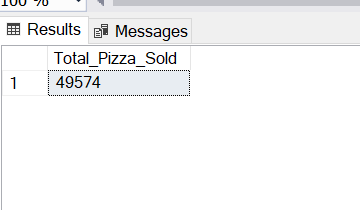 100 %
Results Messages
Total_Pizza_Sold
1 49574